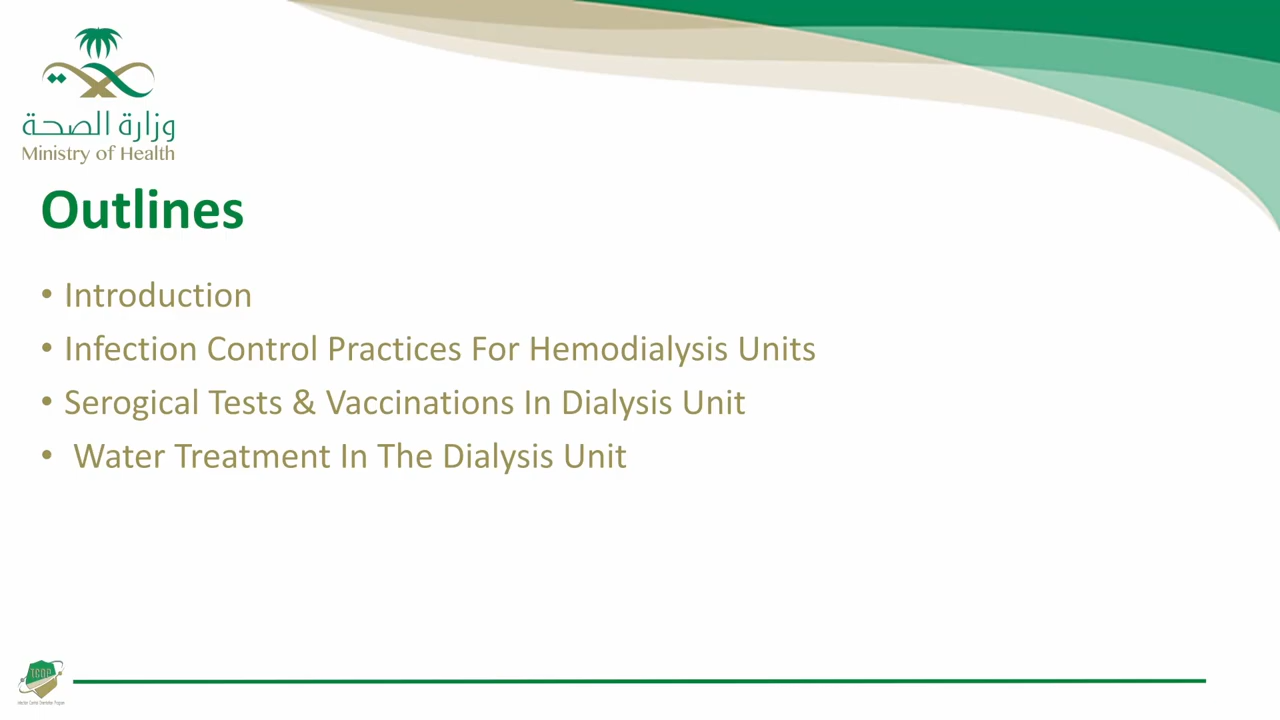 وزارة الصحة
Ministry of Health
Outlines
• Introduction
• Infection Control Practices For Hemodialysis Units
• Serogical Tests & Vaccinations In Dialysis Unit
• Water Treatment In The Dialysis Unit